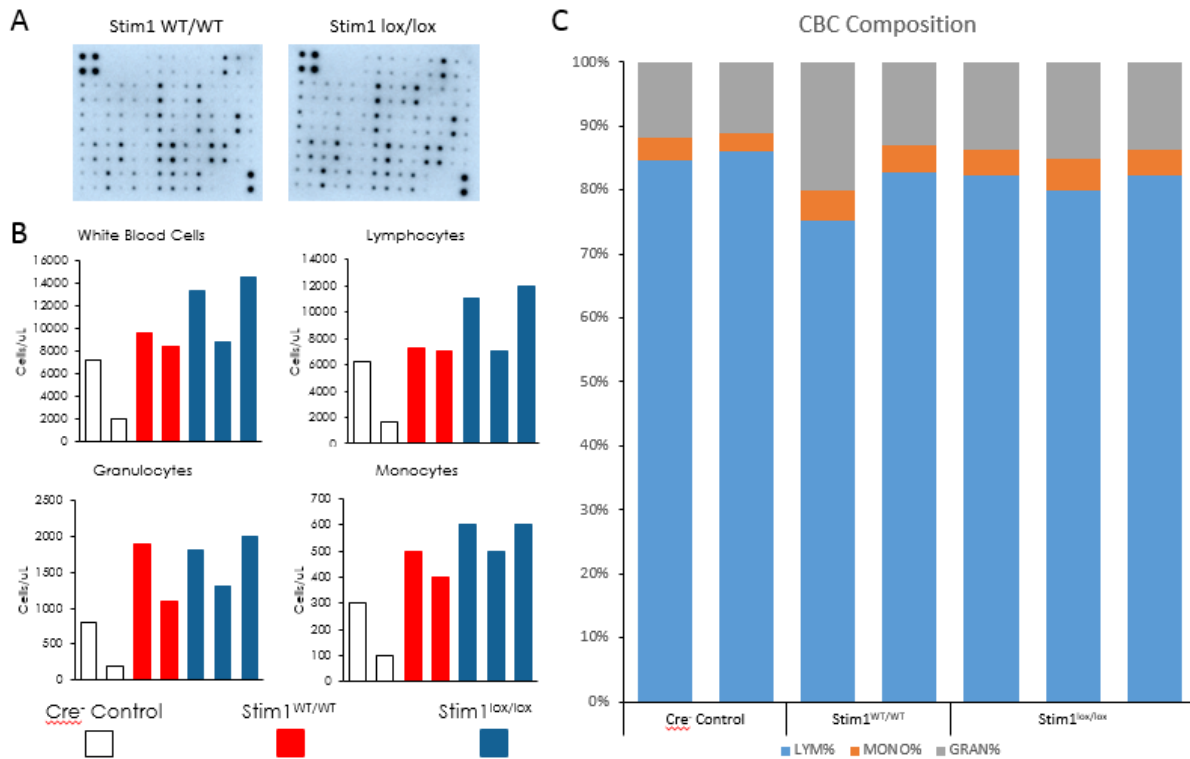 A
Stim1 WT/WT
Stim1 lox/lox
B
White Blood Cells
Cells/uL
16000
14000
12000
10000
8000
6000
4000
2000
0
Lymphocytes
Cells/uL
14000
12000
10000
8000
6000
4000
2000
0
Granulocytes
Cells/uL
2500
2000
1500
1000
500
0
Monocytes
Cells/uL
700
600
500
400
300
200
100
0
Cre- Control
Stim1WT/WT
Stim1lox/lox
C
CBC Composition
100%
90%
80%
70%
60%
50%
40%
30%
20%
10%
0%
Cre- Control
Stim1WT/WT
Stim1lox/lox
LYM%
MONO%
GRAN%